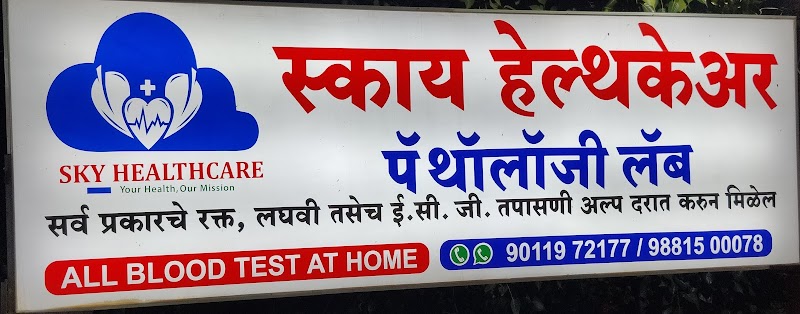 स्काय हेल्थकेअर
SKY HEALTHCARE
Your Health, Our Mission
पॅथॉलॉजी लॅब
सर्व प्रकारचे रक्त, लघवी तसेच ई.सी. जी. तपासणी अल्प दरात करुन मिळेल
ALL BLOOD TEST AT HOME
90119 72177 / 98815 00078